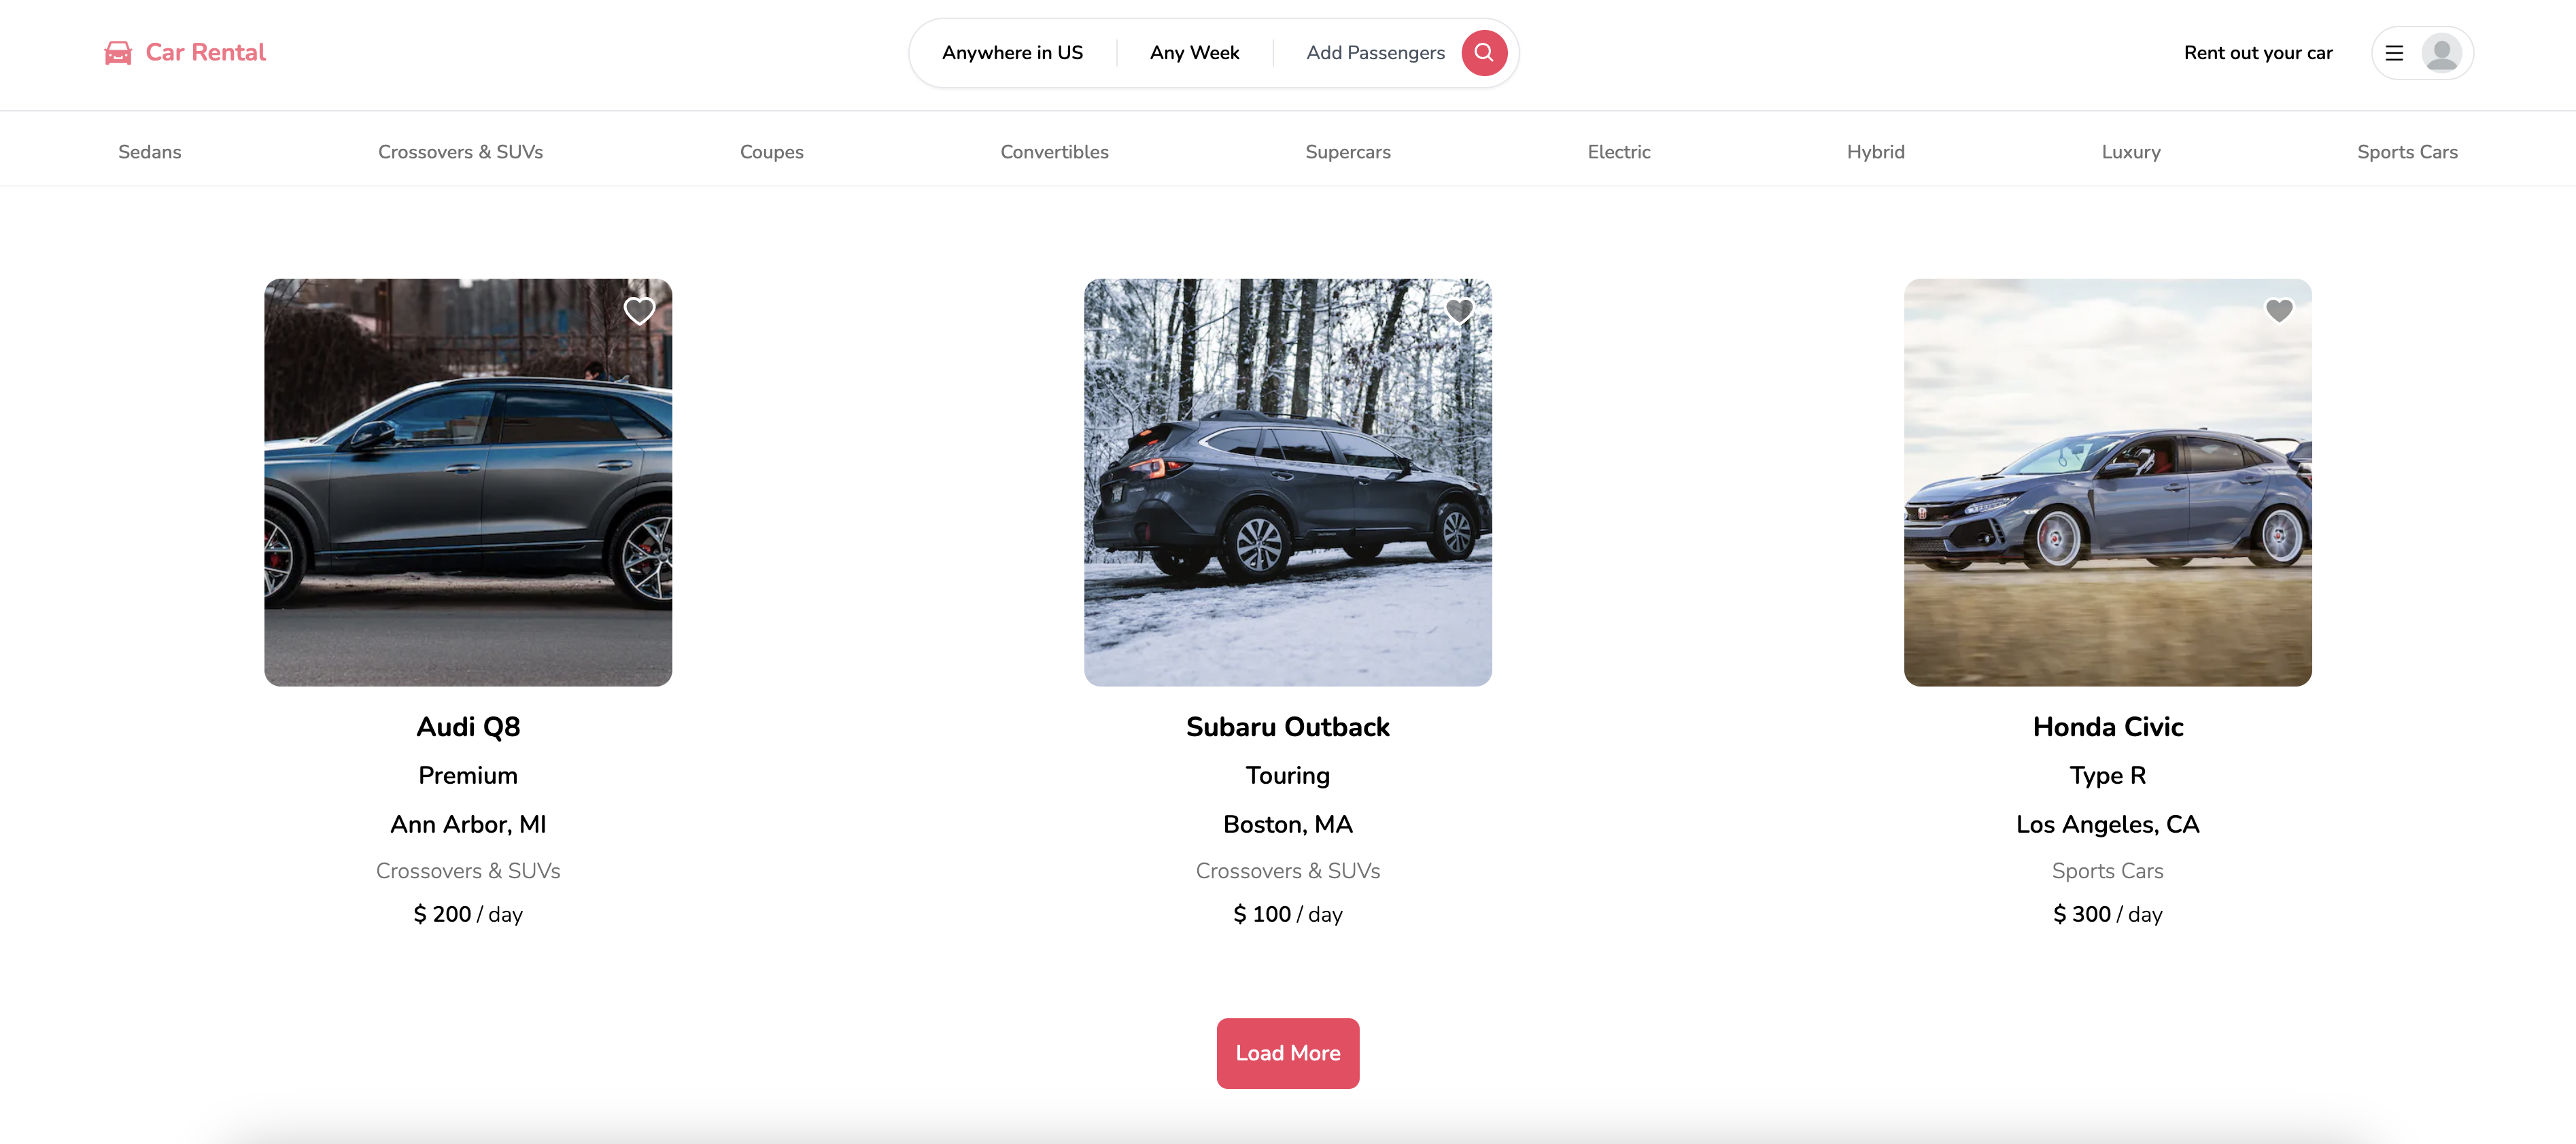 Car Rental
Anywhere in US
Any Week
Add Passengers
Rent out your car
Sedans
Crossovers & SUVs
Coupes
Convertibles
Supercars
Electric
Hybrid
Luxury
Sports Cars
Audi Q8
Premium
Ann Arbor, MI
Crossovers & SUVs
$ 200 / day
Subaru Outback
Touring
Boston, MA
Crossovers & SUVs
$ 100 / day
Honda Civic
Type R
Los Angeles, CA
Sports Cars
$ 300 / day
Load More